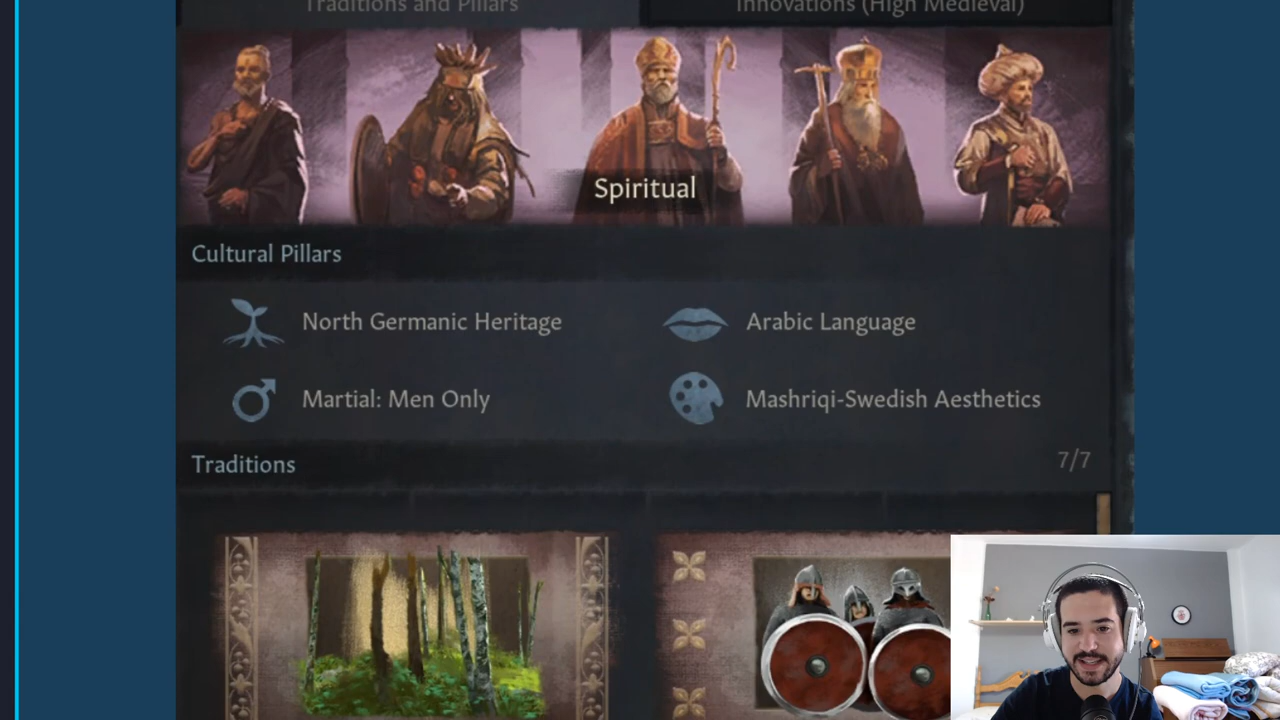 Traditions and Pillars
Innovations (High Medieval)
Spiritual
Cultural Pillars
North Germanic Heritage
Arabic Language
Martial: Men Only
Mashriqi-Swedish Aesthetics
Traditions
7/7